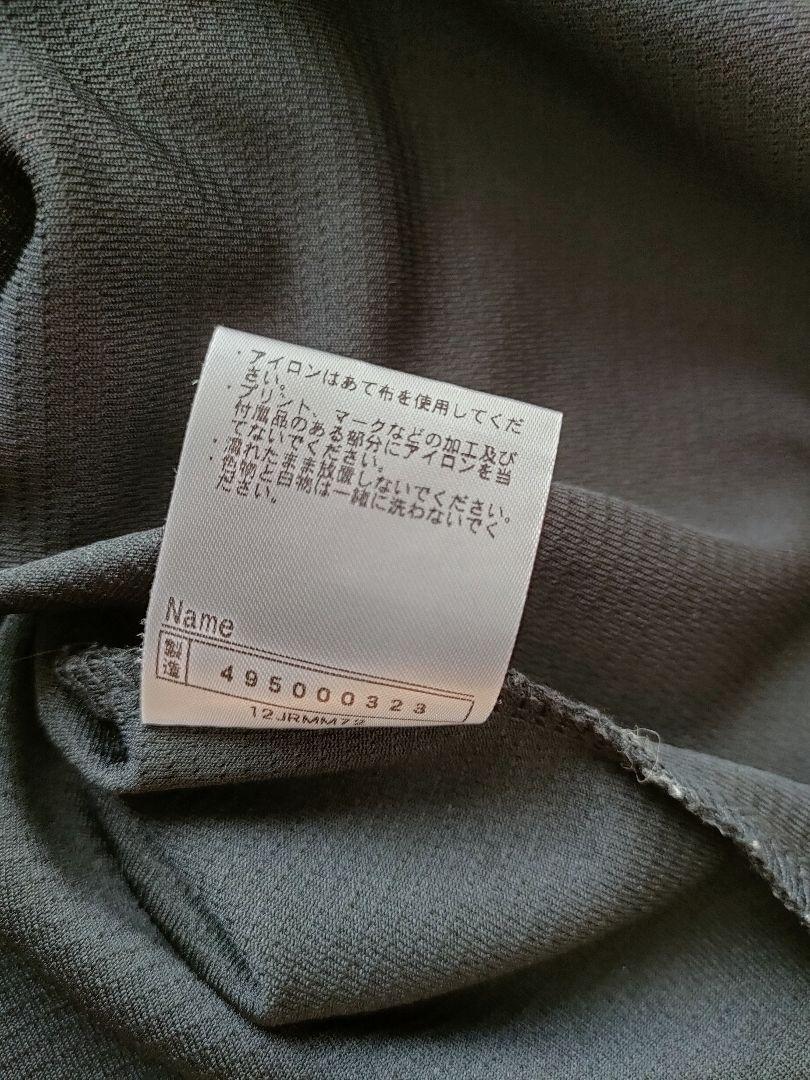 ・アイロンはあて布を使用してくだ
さい。
・プリント、マークなどの加工及び
付属品のある部分にアイロンを当
てないでください。
・濡れたまま放置しないでください。
・色物と白物は一緒に洗わないでく
ださい。
Name
製造 495000323